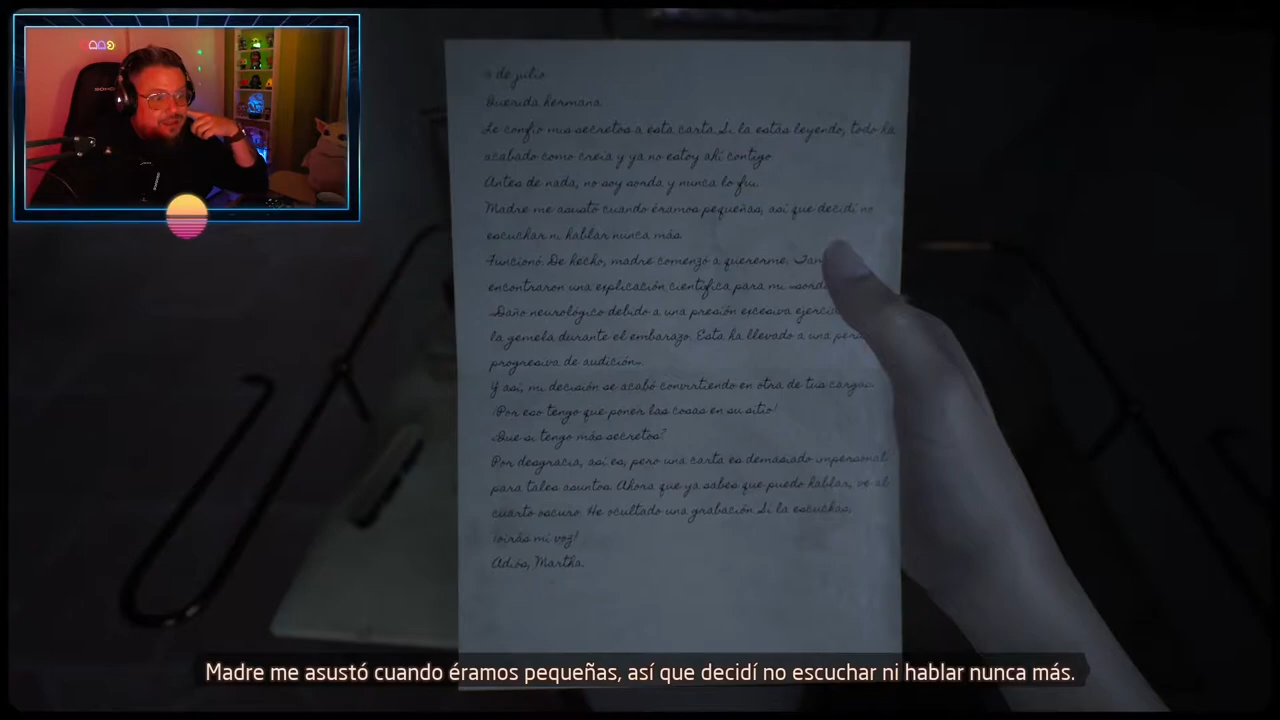 de julio
Querida hermana
Le confío mis secretos a esta carta. Si la estás leyendo, todo ha
acabado como creía y ya no estoy ahí contigo.
Antes de nada, no soy sorda y nunca lo fui.
Madre me asustó cuando éramos pequeñas, así que decidí no
escuchar ni hablar nunca más.
Funcionó. De hecho, madre comenzó a quererme.
encontraron una explicación científica para mi
«Daño neurológico debido a una presión excesiva
la gemela durante el embarazo. Esta ha llevado a una
progresiva de audición».
Y así, mi decisión se acabó convirtiendo en otra de tus cargas.
¡Por eso tengo que poner las cosas en su sitio!
¿Que si tengo más secretos?
Por desgracia, así es, pero una carta es demasiado impersonal
para tales asuntos. Ahora que ya sabes que puedo hablar, ve al
cuarto oscuro. He ocultado una grabación. Si la escuchas,
¡oirás mi voz!
Adiós, Martha.
Madre me asustó cuando éramos pequeñas, así que decidí no escuchar ni hablar nunca más.